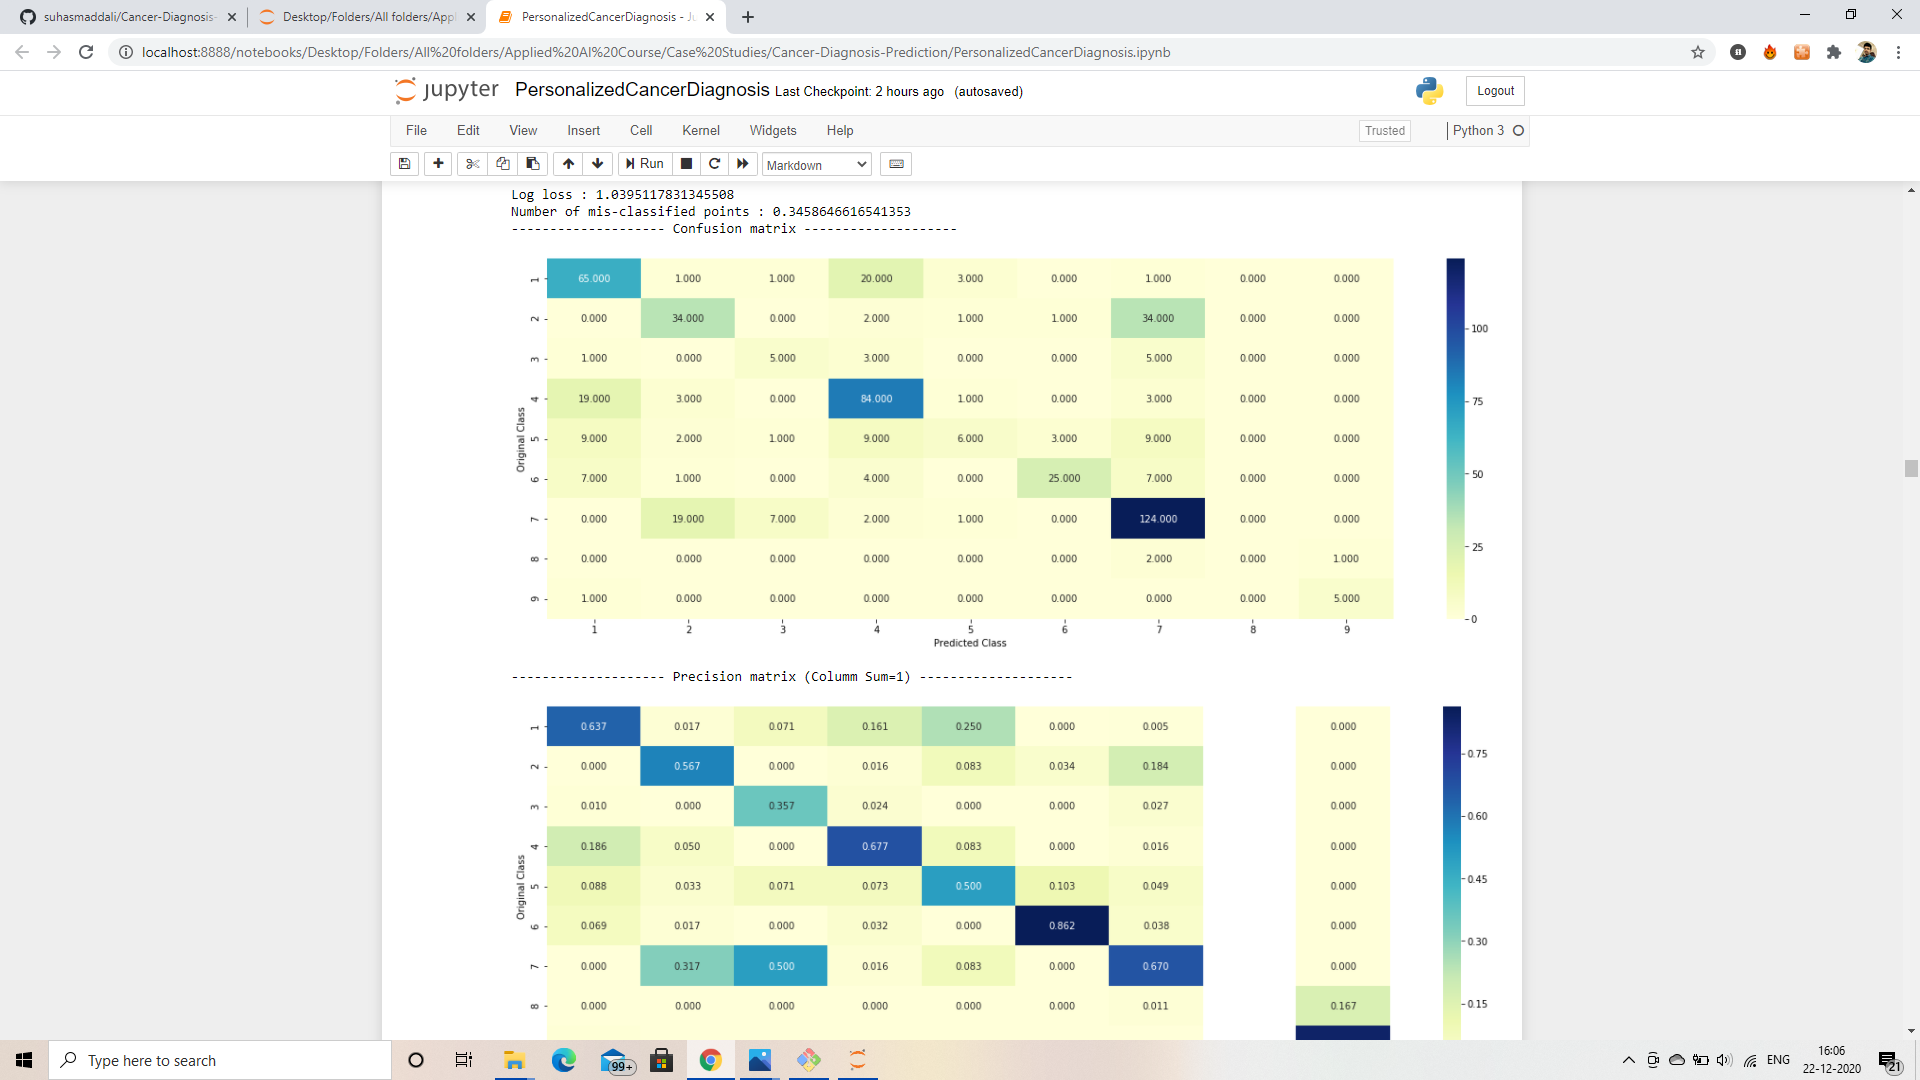 suhasmaddali/Cancer-Diagnosis-
Desktop/Folders/All folders/Appl
PersonalizedCancerDiagnosis - Ju
localhost:8888/notebooks/Desktop/Folders/All%20folders/Applied%20AI%20Course/Case%20Studies/Cancer-Diagnosis-Prediction/PersonalizedCancerDiagnosis.ipynb
jupyter PersonalizedCancerDiagnosis Last Checkpoint: 2 hours ago (autosaved)
Logout
File Edit View Insert Cell Kernel Widgets Help
Trusted
Python 3
Run
Markdown
Log loss : 1.0395117831345508
Number of mis-classified points : 0.3458646616541353
-------------------- Confusion matrix --------------------
1 65.000 1.000 1.000 20.000 3.000 0.000 1.000 0.000 0.000
2 0.000 34.000 0.000 2.000 1.000 1.000 34.000 0.000 0.000
3 1.000 0.000 5.000 3.000 0.000 0.000 5.000 0.000 0.000
4 19.000 3.000 0.000 84.000 1.000 0.000 3.000 0.000 0.000
5 9.000 2.000 1.000 9.000 6.000 3.000 9.000 0.000 0.000
6 7.000 1.000 0.000 4.000 0.000 25.000 7.000 0.000 0.000
7 0.000 19.000 7.000 2.000 1.000 0.000 124.000 0.000 0.000
8 0.000 0.000 0.000 0.000 0.000 0.000 2.000 0.000 1.000
9 1.000 0.000 0.000 0.000 0.000 0.000 0.000 0.000 5.000
1 2 3 4 5 6 7 8 9
Original Class
Predicted Class
100
75
50
25
0
-------------------- Precision matrix (Columm Sum=1) --------------------
1 0.637 0.017 0.071 0.161 0.250 0.000 0.005 0.000
2 0.000 0.567 0.000 0.016 0.083 0.034 0.184 0.000
3 0.010 0.000 0.357 0.024 0.000 0.000 0.027 0.000
4 0.186 0.050 0.000 0.677 0.083 0.000 0.016 0.000
5 0.088 0.033 0.071 0.073 0.500 0.103 0.049 0.000
6 0.069 0.017 0.000 0.032 0.000 0.862 0.038 0.000
7 0.000 0.317 0.500 0.016 0.083 0.000 0.670 0.000
8 0.000 0.000 0.000 0.000 0.000 0.000 0.011 0.167
Original Class
0.75
0.60
0.45
0.30
0.15
Type here to search
99+
ENG
16:06
22-12-2020
21